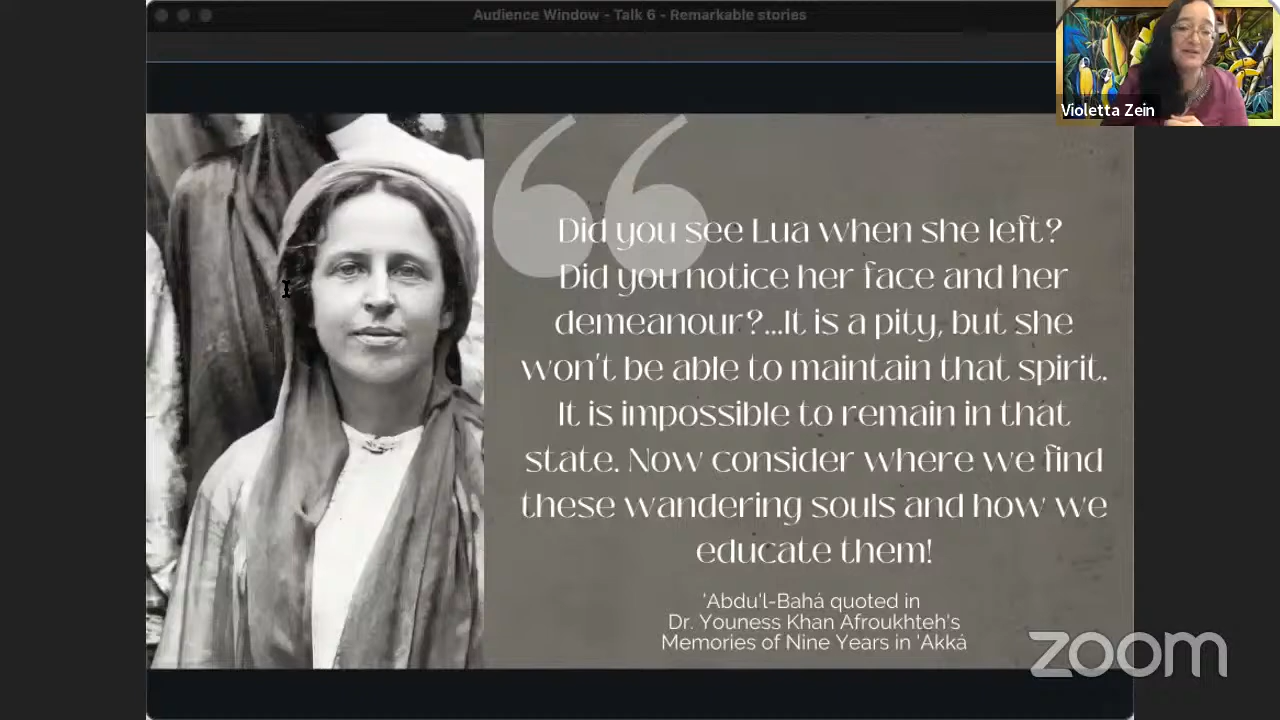 Audience Window - Talk 6 - Remarkable stories
Violetta Zein
Did you see Lua when she left?
Did you notice her face and her
demeanour?...It is a pity, but she
won't be able to maintain that spirit.
It is impossible to remain in that
state. Now consider where we find
these wandering souls and how we
educate them!
'Abdu'l-Bahá quoted in
Dr. Youness Khan Afroukhteh's
Memories of Nine Years in 'Akká
zoom